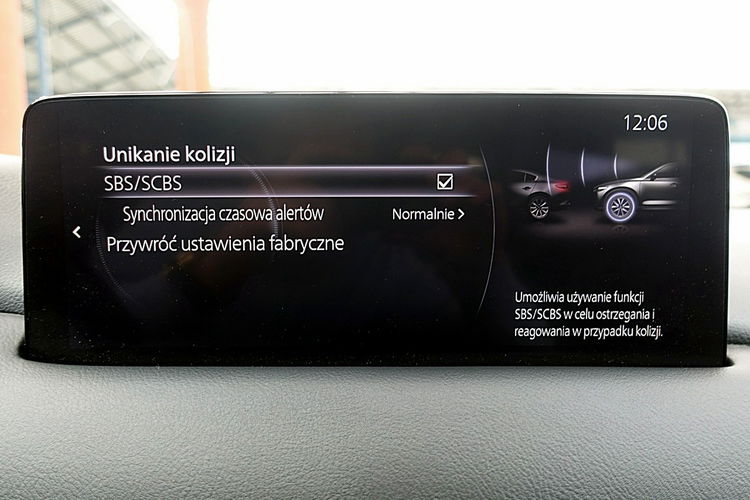 12:06
Unikanie kolizji
SBS/SCBS
Synchronizacja czasowa alertów Normalnie
Przywróć ustawienia fabryczne
Umożliwia używanie funkcji
SBS/SCBS w celu ostrzegania i
reagowania w przypadku kolizji.